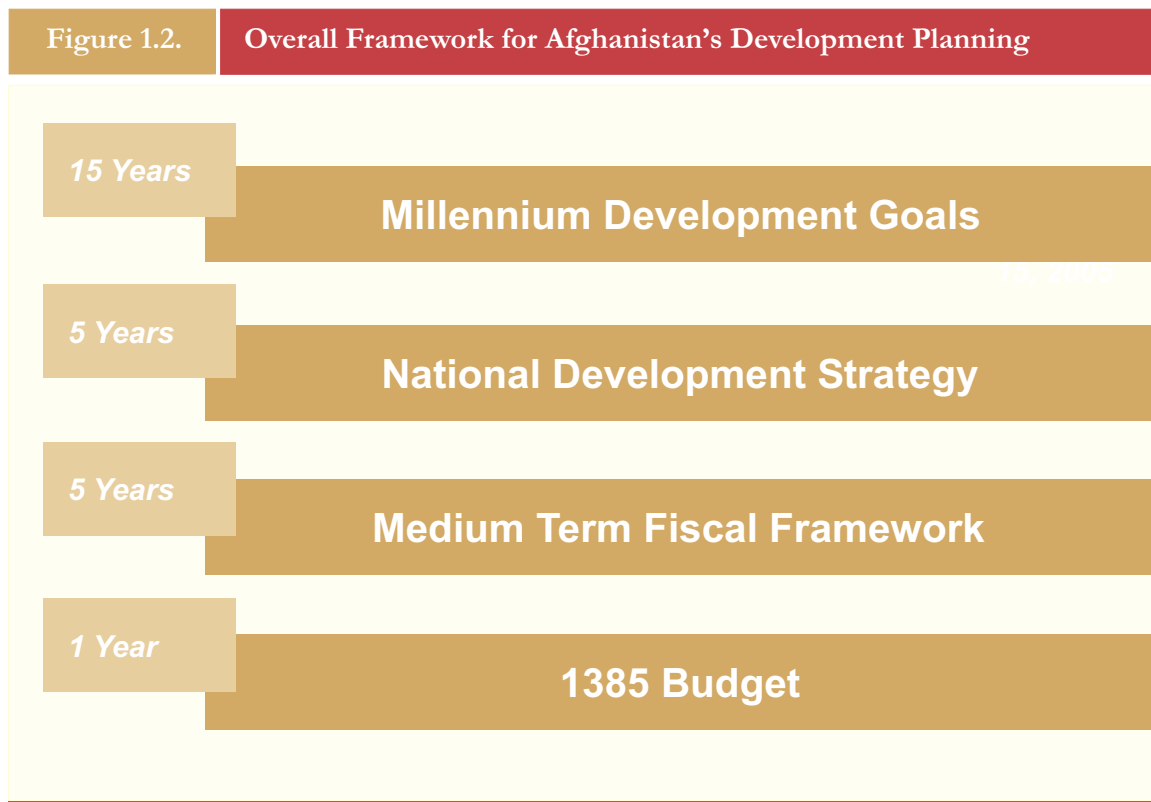 Figure 1.2.
Overall Framework for Afghanistan’s Development Planning
15 Years
Millennium Development Goals
5 Years
National Development Strategy
5 Years
Medium Term Fiscal Framework
1 Year
1385 Budget